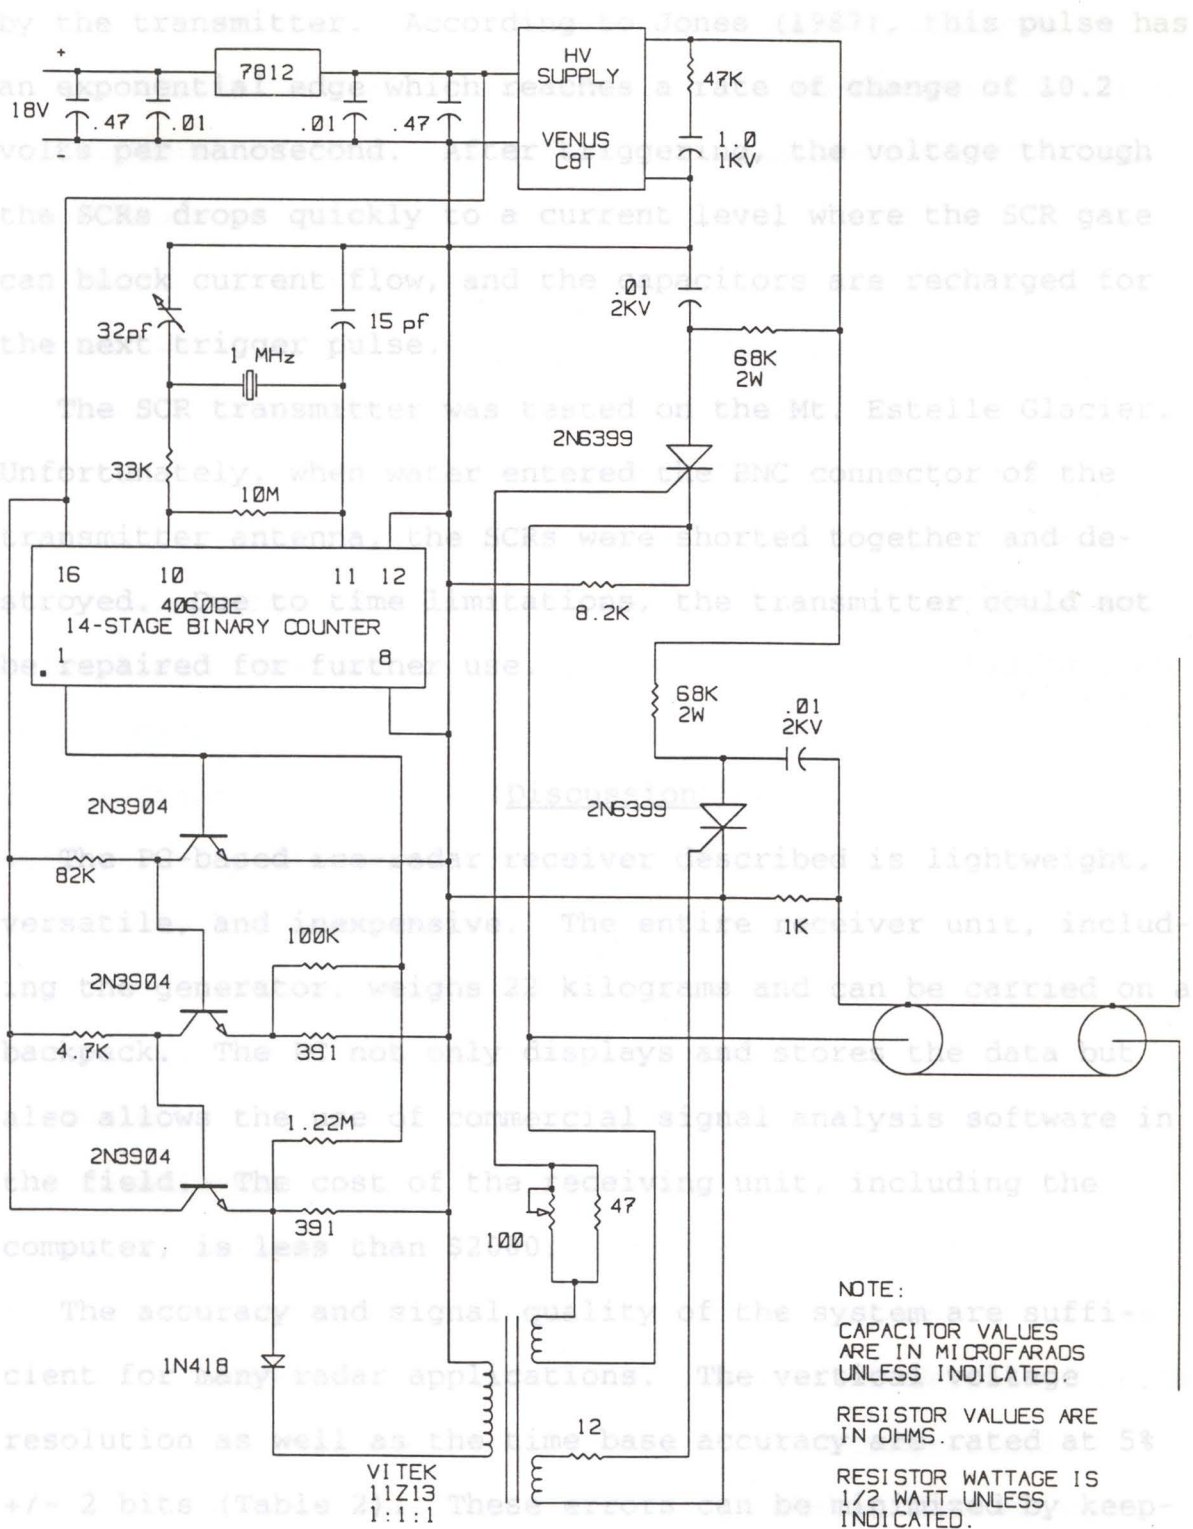 by the transmitter. According to Jones (1987), this pulse has
an exponential edge which reaches a rate of change of 10.2
volts per nanosecond. After triggering, the voltage through
the SCRs drops quickly to a current level where the SCR gate
can block current flow, and the capacitors are recharged for
the next trigger pulse.
The SCR transmitter was tested on the Mt. Estelle Glacier.
Unfortunately, when water entered the BNC connector of the
transmitter antenna, the SCRs were shorted together and de-
stroyed. Due to time limitations, the transmitter could not
be repaired for further use.
Discussion
The PC-based ice-radar receiver described is lightweight,
versatile, and inexpensive. The entire receiver unit, includ-
ing the generator, weighs 22 kilograms and can be carried on a
backpack. The PC not only displays and stores the data but
also allows the use of commercial signal analysis software in
the field. The cost of the receiving unit, including the
computer, is less than $2000.
The accuracy and signal quality of the system are suffi-
cient for many radar applications. The vertical voltage
resolution as well as the time base accuracy are rated at 5%
+/- 2 bits (Table 2). These errors can be minimized by keep-
+
18V
-
.47
.01
7812
.01
.47
HV
SUPPLY
VENUS
C8T
47K
1.0
1KV
32pf
15 pf
1 MHz
.01
2KV
68K
2W
33K
10M
2N6399
16 10 11 12
4060BE
14-STAGE BINARY COUNTER
1 8
8.2K
68K
2W
.01
2KV
2N3904
82K
2N6399
1K
100K
2N3904
4.7K
391
1.22M
2N3904
391
100
47
1N418
12
VITEK
11Z13
1:1:1
NOTE:
CAPACITOR VALUES
ARE IN MICROFARADS
UNLESS INDICATED.
RESISTOR VALUES ARE
IN OHMS.
RESISTOR WATTAGE IS
1/2 WATT UNLESS
INDICATED.